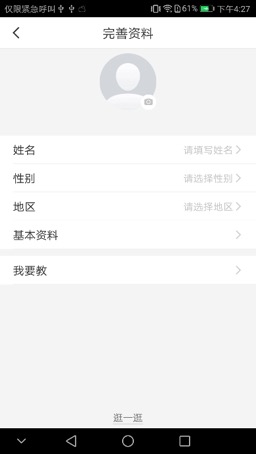 仅限紧急呼叫 61% 下午4:27
完善资料
姓名 请填写姓名
性别 请选择性别
地区 请选择地区
基本资料
我要教
逛一逛